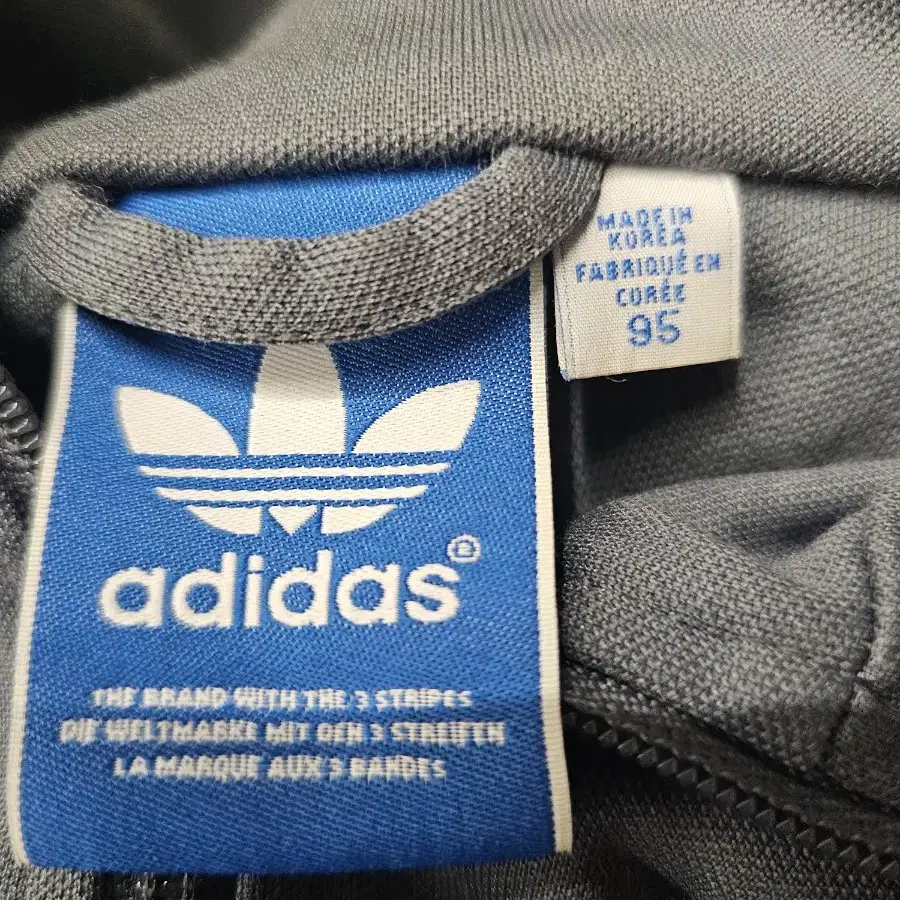 MADE IN
KOREA
FABRIQUÉ EN
CORÉE
95
adidas®
THE BRAND WITH THE 3 STRIPES
DIE WELTMARKE MIT DEN 3 STREIFEN
LA MARQUE AUX 3 BANDES